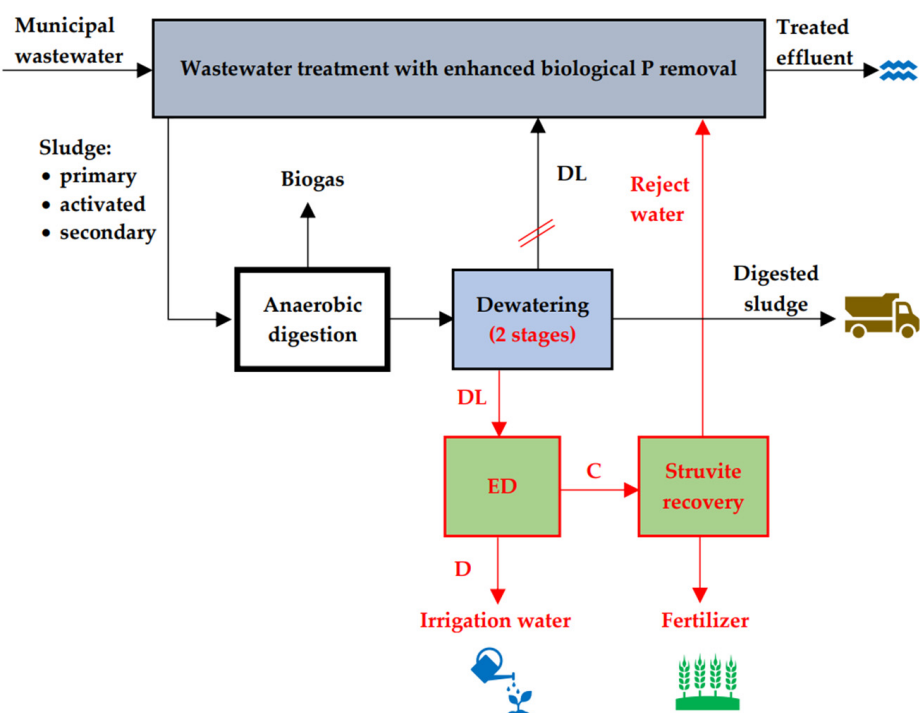 Municipal
wastewater
Wastewater treatment with enhanced biological P removal
Treated
effluent
Sludge:
• primary
• activated
• secondary
Biogas
DL
Reject
water
Anaerobic
digestion
Dewatering
(2 stages)
Digested
sludge
DL
ED
C
Struvite
recovery
D
Irrigation water
Fertilizer